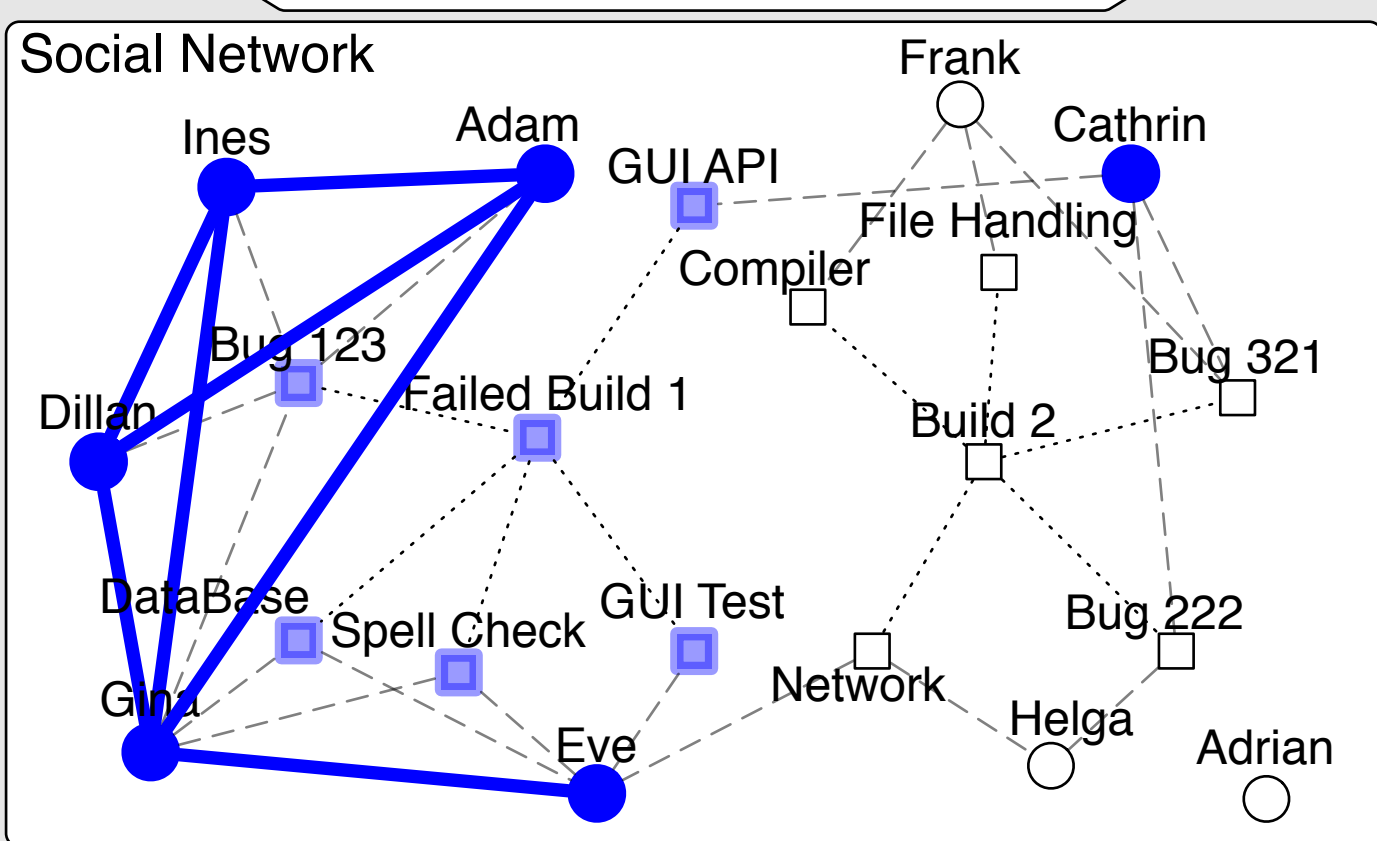 Social Network
Frank
Ines
Adam
Cathrin
GUI API
File Handling
Compiler
Bug 123
Bug 321
Failed Build 1
Dillan
Build 2
DataBase
GUI Test
Spell Check
Bug 222
Network
Gina
Helga
Eve
Adrian